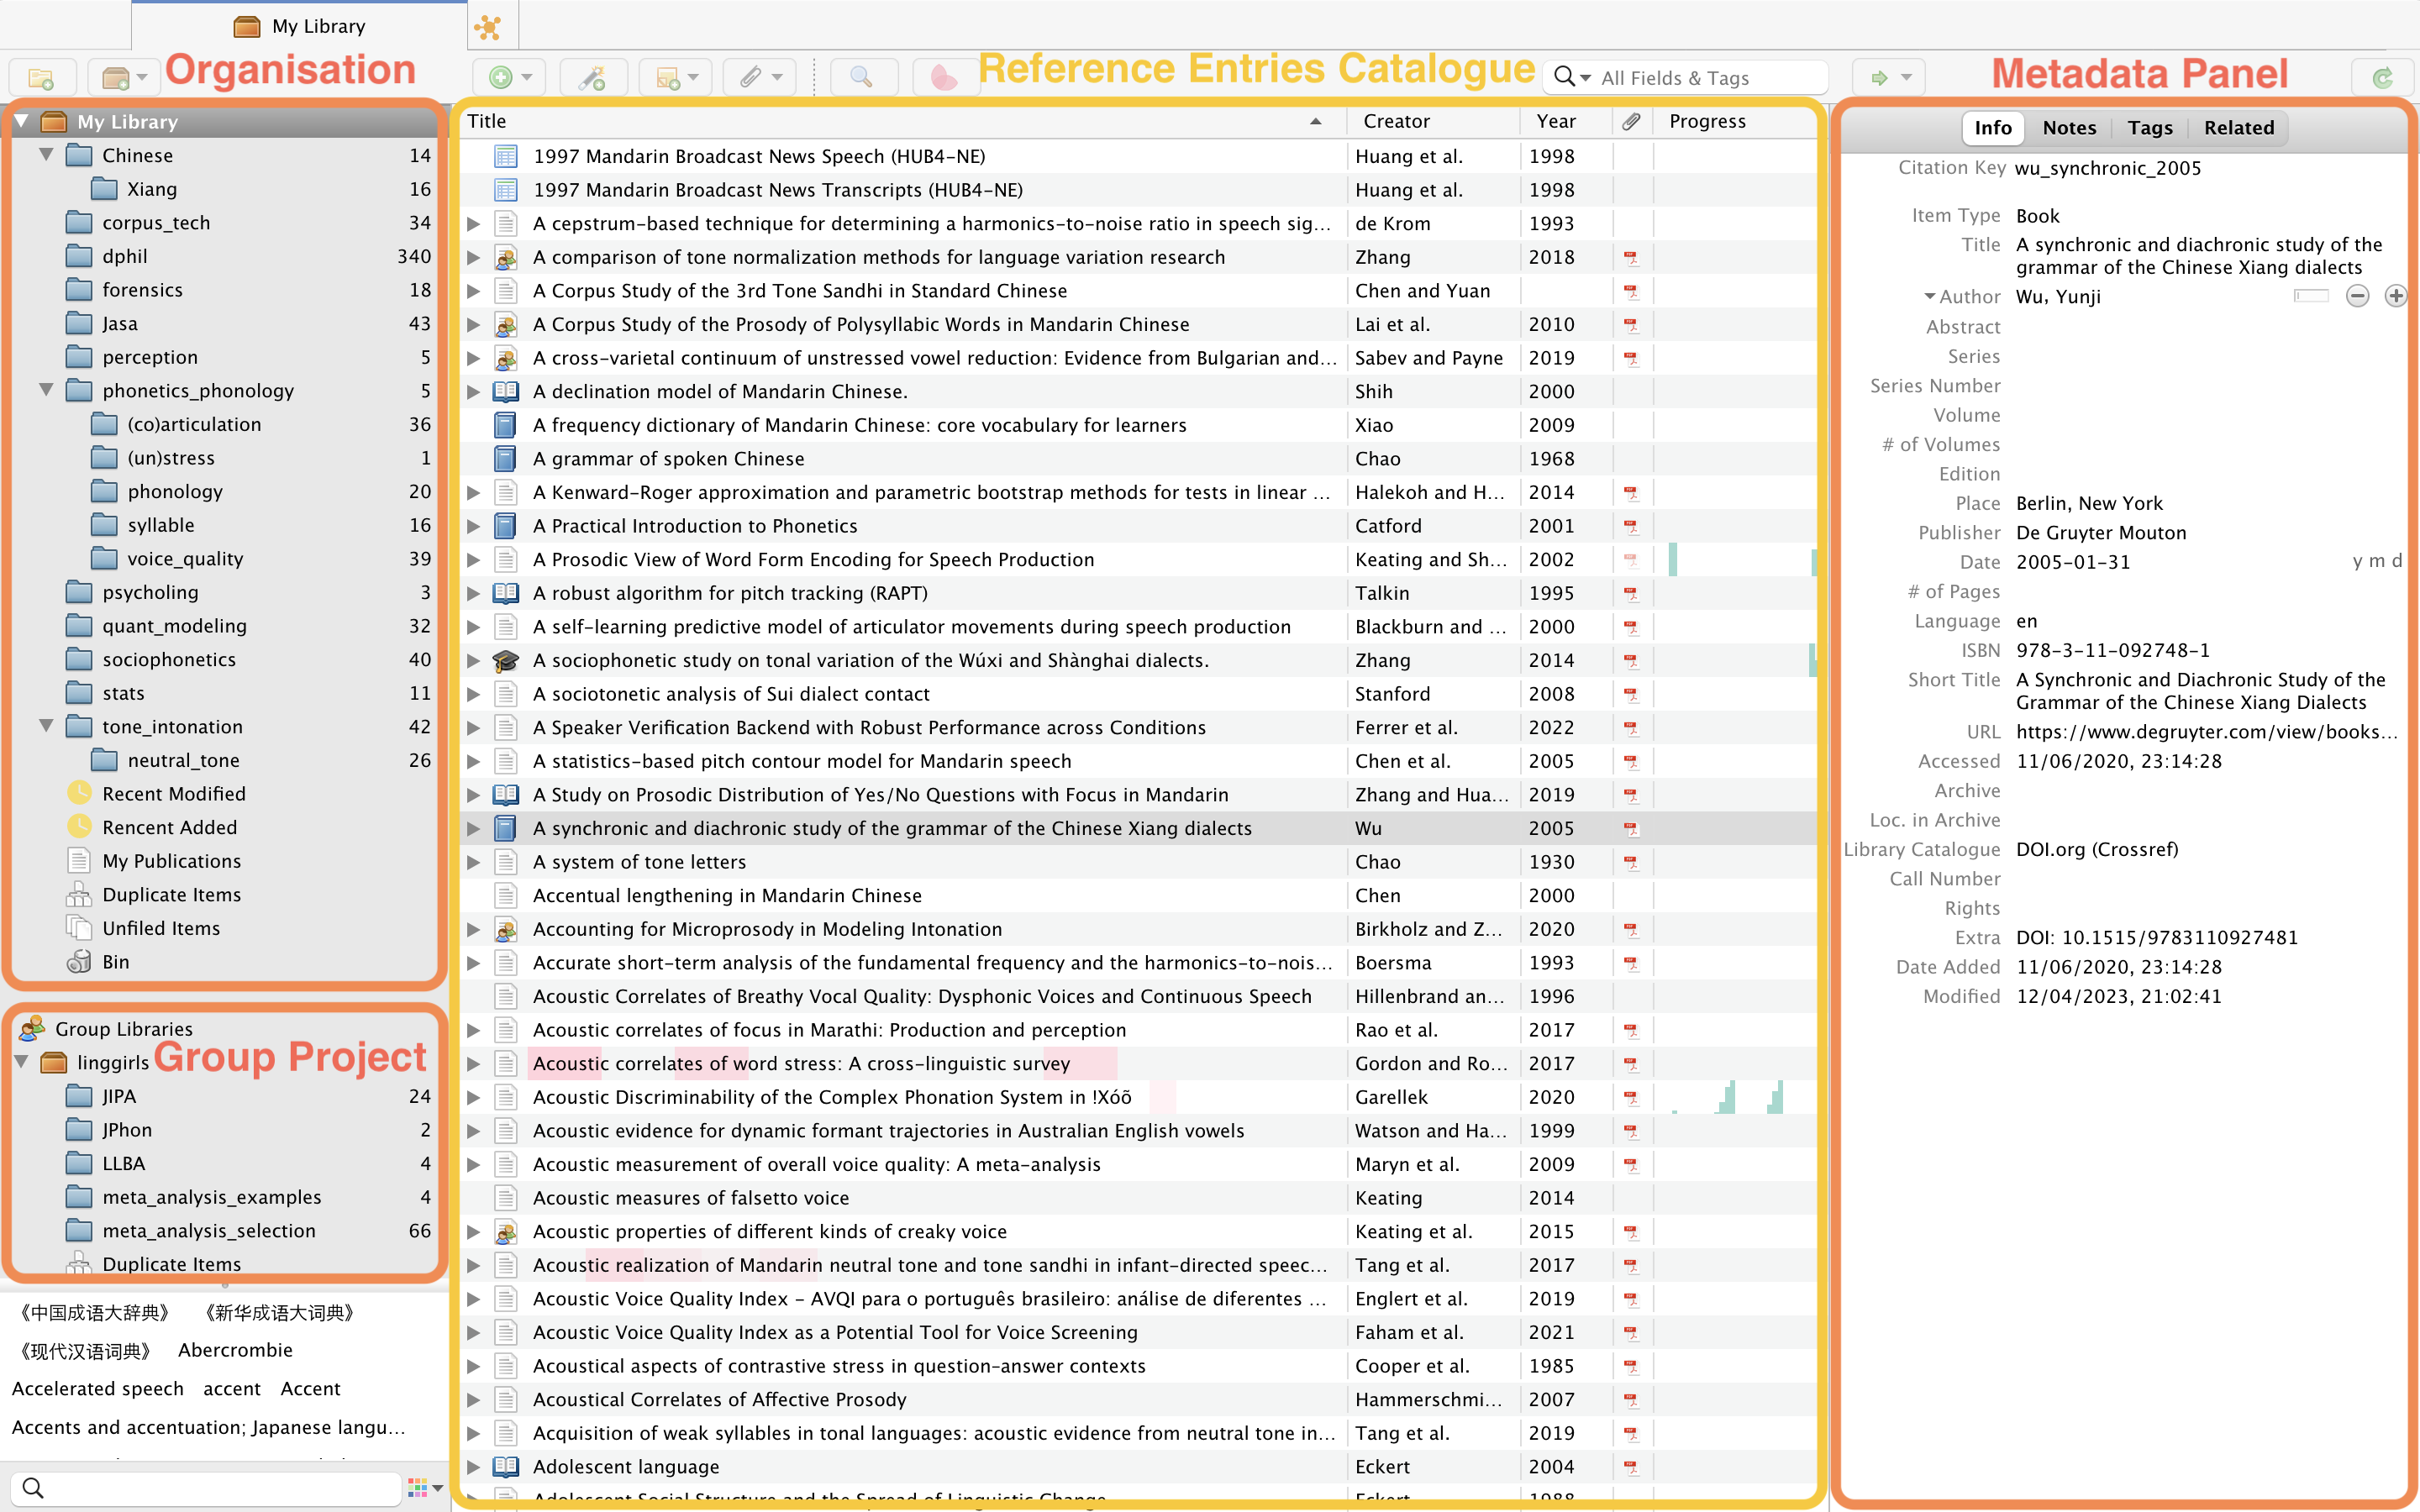 My Library
Organisation
Reference Entries Catalogue
All Fields & Tags
Metadata Panel
My Library
Chinese 14
Xiang 16
corpus_tech 34
dphil 340
forensics 18
Jasa 43
perception 5
phonetics_phonology 5
(co)articulation 36
(un)stress 1
phonology 20
syllable 16
voice_quality 39
psycholing 3
quant_modeling 32
sociophonetics 40
stats 11
tone_intonation 42
neutral_tone 26
Recent Modified
Rencent Added
My Publications
Duplicate Items
Unfiled Items
Bin
Group Libraries
linggirls
Group Project
JIPA 24
JPhon 2
LLBA 4
meta_analysis_examples 4
meta_analysis_selection 66
Duplicate Items
《中国成语大辞典》 《新华成语大词典》
《现代汉语词典》 Abercrombie
Accelerated speech accent Accent
Accents and accentuation; Japanese langu...
Title Creator Year Progress
1997 Mandarin Broadcast News Speech (HUB4-NE) Huang et al. 1998
1997 Mandarin Broadcast News Transcripts (HUB4-NE) Huang et al. 1998
A cepstrum-based technique for determining a harmonics-to-noise ratio in speech sig... de Krom 1993
A comparison of tone normalization methods for language variation research Zhang 2018
A Corpus Study of the 3rd Tone Sandhi in Standard Chinese Chen and Yuan
A Corpus Study of the Prosody of Polysyllabic Words in Mandarin Chinese Lai et al. 2010
A cross-varietal continuum of unstressed vowel reduction: Evidence from Bulgarian and... Sabev and Payne 2019
A declination model of Mandarin Chinese. Shih 2000
A frequency dictionary of Mandarin Chinese: core vocabulary for learners Xiao 2009
A grammar of spoken Chinese Chao 1968
A Kenward-Roger approximation and parametric bootstrap methods for tests in linear ... Halekoh and H... 2014
A Practical Introduction to Phonetics Catford 2001
A Prosodic View of Word Form Encoding for Speech Production Keating and Sh... 2002
A robust algorithm for pitch tracking (RAPT) Talkin 1995
A self-learning predictive model of articulator movements during speech production Blackburn and ... 2000
A sociophonetic study on tonal variation of the Wúxi and Shànghai dialects. Zhang 2014
A sociotonetic analysis of Sui dialect contact Stanford 2008
A Speaker Verification Backend with Robust Performance across Conditions Ferrer et al. 2022
A statistics-based pitch contour model for Mandarin speech Chen et al. 2005
A Study on Prosodic Distribution of Yes/No Questions with Focus in Mandarin Zhang and Hua... 2019
A synchronic and diachronic study of the grammar of the Chinese Xiang dialects Wu 2005
A system of tone letters Chao 1930
Accentual lengthening in Mandarin Chinese Chen 2000
Accounting for Microprosody in Modeling Intonation Birkholz and Z... 2020
Accurate short-term analysis of the fundamental frequency and the harmonics-to-nois... Boersma 1993
Acoustic Correlates of Breathy Vocal Quality: Dysphonic Voices and Continuous Speech Hillenbrand an... 1996
Acoustic correlates of focus in Marathi: Production and perception Rao et al. 2017
Acoustic correlates of word stress: A cross-linguistic survey Gordon and Ro... 2017
Acoustic Discriminability of the Complex Phonation System in !Xóõ Garellek 2020
Acoustic evidence for dynamic formant trajectories in Australian English vowels Watson and Ha... 1999
Acoustic measurement of overall voice quality: A meta-analysis Maryn et al. 2009
Acoustic measures of falsetto voice Keating 2014
Acoustic properties of different kinds of creaky voice Keating et al. 2015
Acoustic realization of Mandarin neutral tone and tone sandhi in infant-directed speec... Tang et al. 2017
Acoustic Voice Quality Index - AVQI para o português brasileiro: análise de diferentes ... Englert et al. 2019
Acoustic Voice Quality Index as a Potential Tool for Voice Screening Faham et al. 2021
Acoustical aspects of contrastive stress in question-answer contexts Cooper et al. 1985
Acoustical Correlates of Affective Prosody Hammerschmi... 2007
Acquisition of weak syllables in tonal languages: acoustic evidence from neutral tone in... Tang et al. 2019
Adolescent language Eckert 2004
Adolescent Social Structure and the Spread of Linguistic Change Eckert 1988
Info Notes Tags Related
Citation Key wu_synchronic_2005
Item Type Book
Title A synchronic and diachronic study of the
grammar of the Chinese Xiang dialects
Author Wu, Yunji
Abstract
Series
Series Number
Volume
# of Volumes
Edition
Place Berlin, New York
Publisher De Gruyter Mouton
Date 2005-01-31 y m d
# of Pages
Language en
ISBN 978-3-11-092748-1
Short Title A Synchronic and Diachronic Study of the
Grammar of the Chinese Xiang Dialects
URL https://www.degruyter.com/view/books...
Accessed 11/06/2020, 23:14:28
Archive
Loc. in Archive
Library Catalogue DOI.org (Crossref)
Call Number
Rights
Extra DOI: 10.1515/9783110927481
Date Added 11/06/2020, 23:14:28
Modified 12/04/2023, 21:02:41